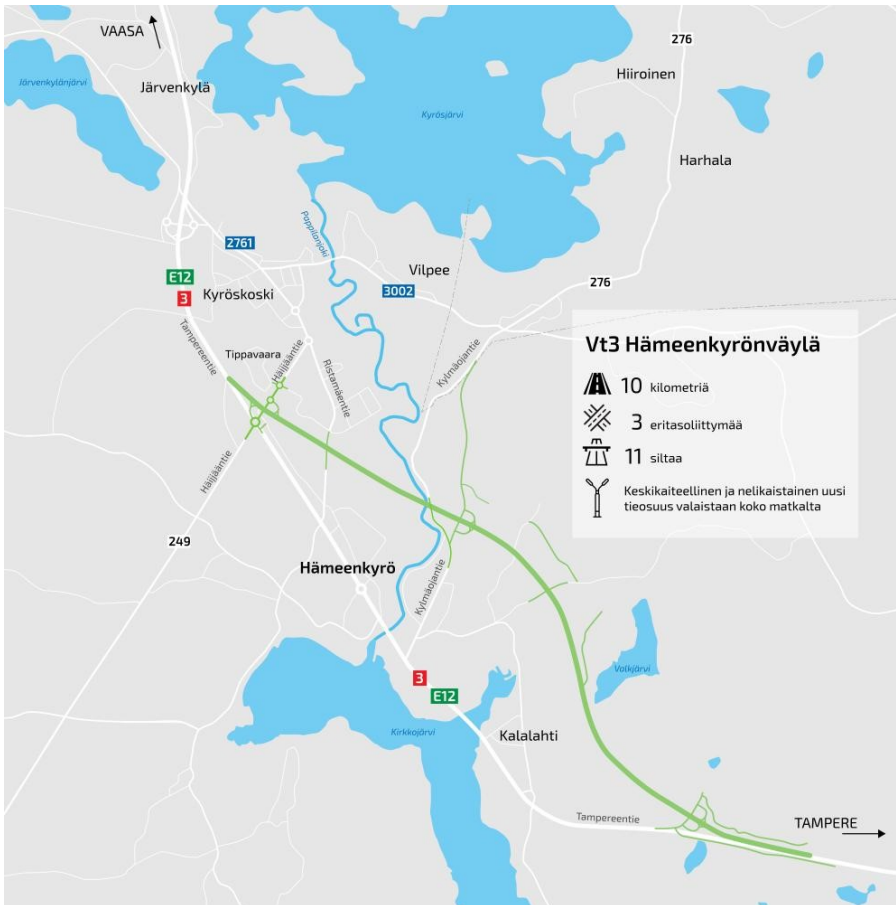 VAASA
276
Hiiroinen
Järvenkylänjärvi
Järvenkylä
Kyrösjärvi
Harhala
Pappilanjoki
2761
E12
Vilpee
276
3
Kyröskoski
3002
Tampereentie
Tippavaara
Häijääntie
Ristamäentie
Kylmäojantie
Vt3 Hämeenkyrönväylä
10 kilometriä
3 eritasoliittymää
11 siltaa
Keskikaiteellinen ja nelikaistainen uusi
tieosuus valaistaan koko matkalta
Häijääntie
249
Hämeenkyrö
Kylmäojantie
Valkjärvi
3
E12
Kirkkojärvi
Kalalahti
Tampereentie
TAMPERE